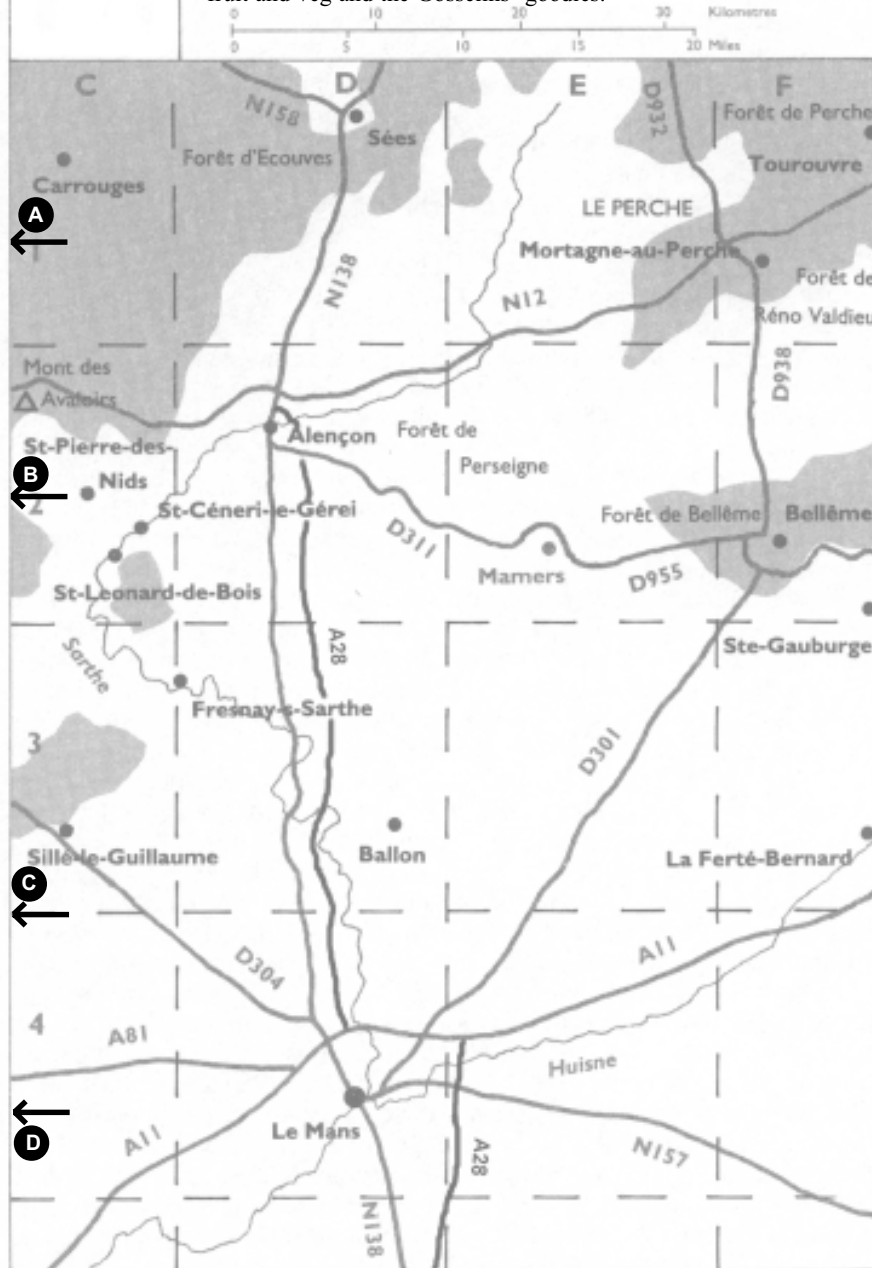 fruit and veg and the Gosselins' goodies.
0 10 20 30 Kilometres
0 5 10 15 20 Miles
C D E F
N158
D932
Forêt de Perche
Sées
Forêt d'Ecouves
Tourouvre
Carrouges
LE PERCHE
A
1
Mortagne-au-Perche
N138
Forêt de
N12
Réno Valdieu
Mont des
Avaloirs
D938
Alençon
Forêt de
St-Pierre-des-
Perseigne
B
Nids
2
St-Céneri-le-Gérei
Forêt de Bellême
Bellême
D311
Mamers
D955
St-Leonard-de-Bois
A28
Ste-Gauburge
Sarthe
Fresnay-s-Sarthe
3
D301
Sillé-le-Guillaume
Ballon
La Ferté-Bernard
C
D304
A11
4
A81
Huisne
D
A11
Le Mans
A28
N157
N138